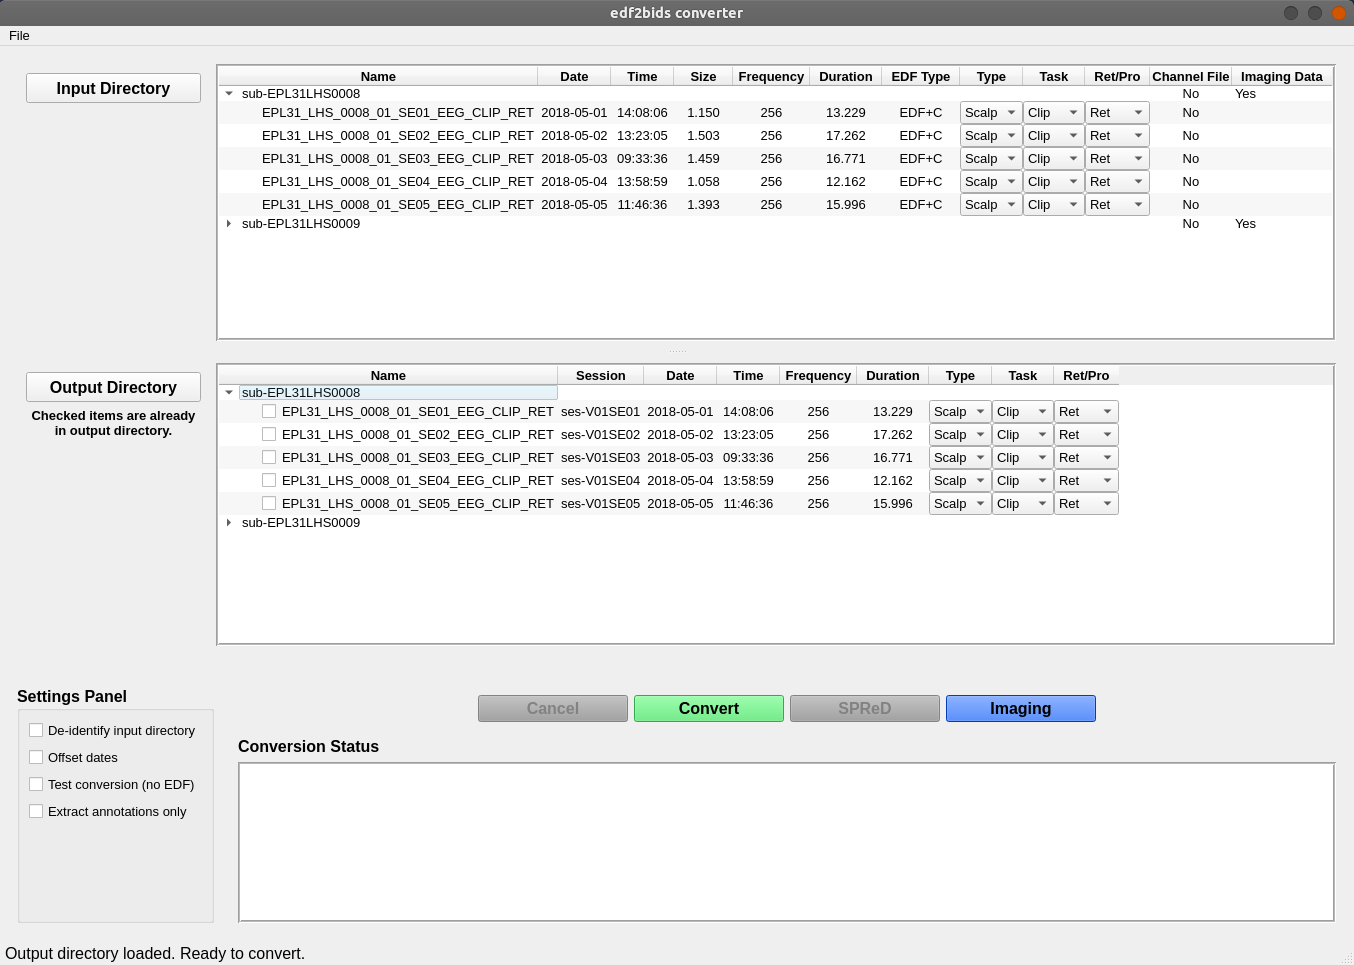 edf2bids converter
File
Input Directory
Name Date Time Size Frequency Duration EDF Type Type Task Ret/Pro Channel File Imaging Data
sub-EPL31LHS0008 No Yes
EPL31_LHS_0008_01_SE01_EEG_CLIP_RET 2018-05-01 14:08:06 1.150 256 13.229 EDF+C Scalp Clip Ret No
EPL31_LHS_0008_01_SE02_EEG_CLIP_RET 2018-05-02 13:23:05 1.503 256 17.262 EDF+C Scalp Clip Ret No
EPL31_LHS_0008_01_SE03_EEG_CLIP_RET 2018-05-03 09:33:36 1.459 256 16.771 EDF+C Scalp Clip Ret No
EPL31_LHS_0008_01_SE04_EEG_CLIP_RET 2018-05-04 13:58:59 1.058 256 12.162 EDF+C Scalp Clip Ret No
EPL31_LHS_0008_01_SE05_EEG_CLIP_RET 2018-05-05 11:46:36 1.393 256 15.996 EDF+C Scalp Clip Ret No
sub-EPL31LHS0009 No Yes
Output Directory
Checked items are already
in output directory.
Name Session Date Time Frequency Duration Type Task Ret/Pro
sub-EPL31LHS0008
EPL31_LHS_0008_01_SE01_EEG_CLIP_RET ses-V01SE01 2018-05-01 14:08:06 256 13.229 Scalp Clip Ret
EPL31_LHS_0008_01_SE02_EEG_CLIP_RET ses-V01SE02 2018-05-02 13:23:05 256 17.262 Scalp Clip Ret
EPL31_LHS_0008_01_SE03_EEG_CLIP_RET ses-V01SE03 2018-05-03 09:33:36 256 16.771 Scalp Clip Ret
EPL31_LHS_0008_01_SE04_EEG_CLIP_RET ses-V01SE04 2018-05-04 13:58:59 256 12.162 Scalp Clip Ret
EPL31_LHS_0008_01_SE05_EEG_CLIP_RET ses-V01SE05 2018-05-05 11:46:36 256 15.996 Scalp Clip Ret
sub-EPL31LHS0009
Settings Panel
De-identify input directory
Offset dates
Test conversion (no EDF)
Extract annotations only
Cancel Convert SPReD Imaging
Conversion Status
Output directory loaded. Ready to convert.